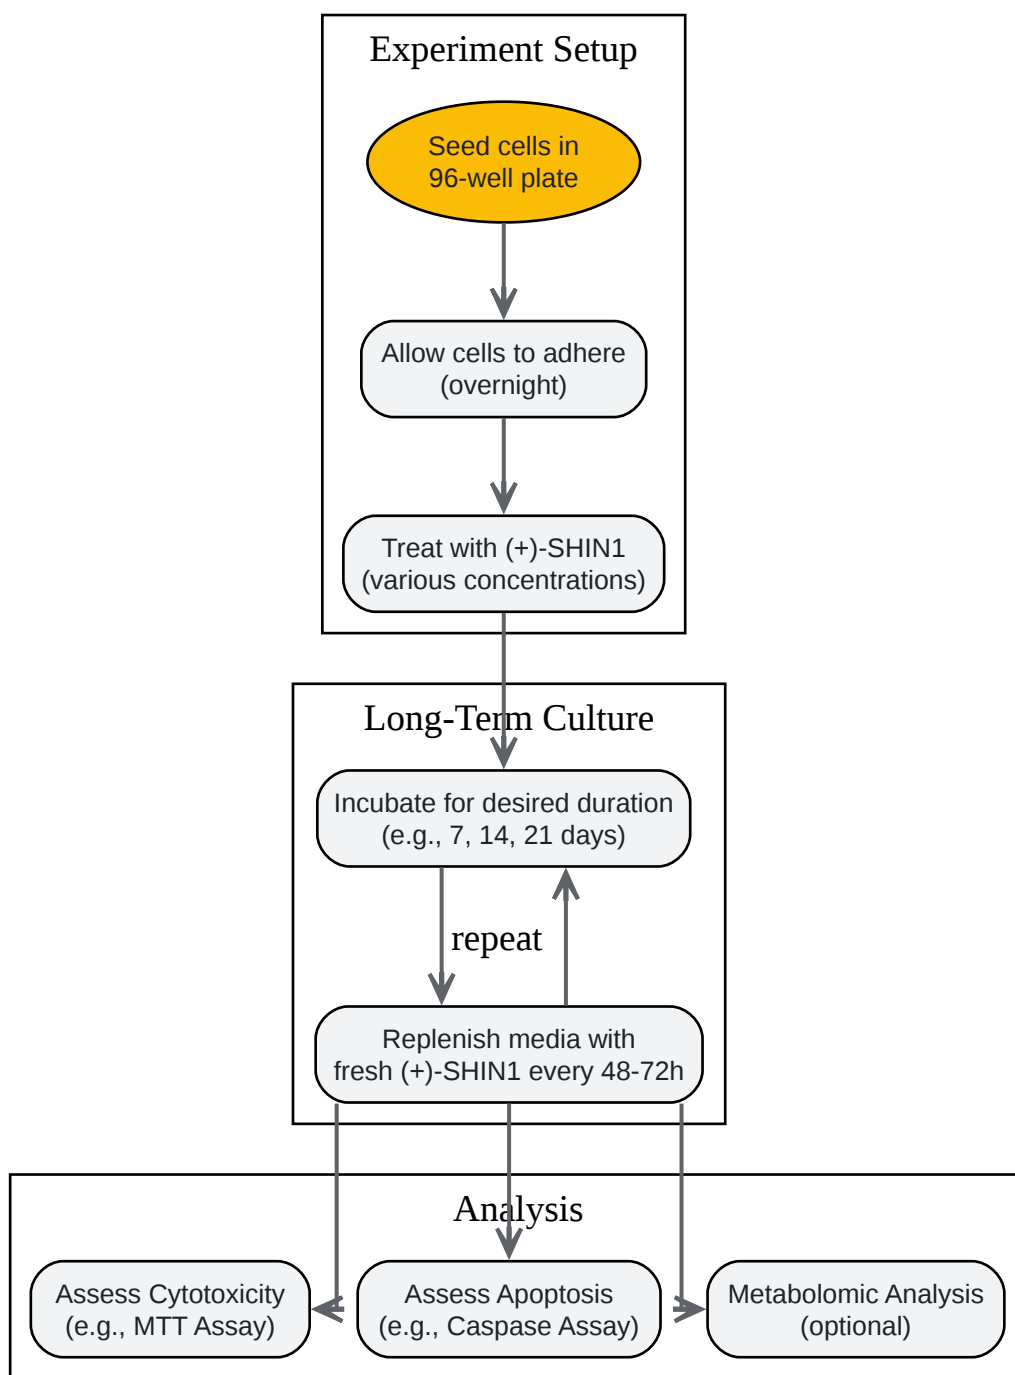 Experiment Setup
Seed cells in
96-well plate
Allow cells to adhere
(overnight)
Treat with (+)-SHIN1
(various concentrations)
Long-Term Culture
Incubate for desired duration
(e.g., 7, 14, 21 days)
repeat
Replenish media with
fresh (+)-SHIN1 every 48-72h
Analysis
Assess Cytotoxicity
(e.g., MTT Assay)
Assess Apoptosis
(e.g., Caspase Assay)
Metabolomic Analysis
(optional)